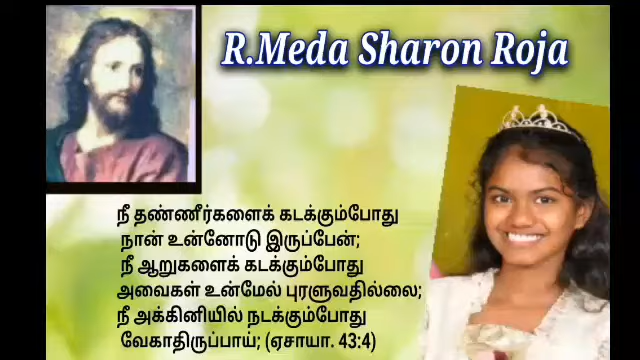 R.Meda Sharon Roja
நீ தண்ணீர்களைக் கடக்கும்போது
நான் உன்னோடு இருப்பேன்;
நீ ஆறுகளைக் கடக்கும்போது
அவைகள் உன்மேல் புரளுவதில்லை;
நீ அக்கினியில் நடக்கும்போது
வேகாதிருப்பாய்; (ஏசாயா. 43:4)